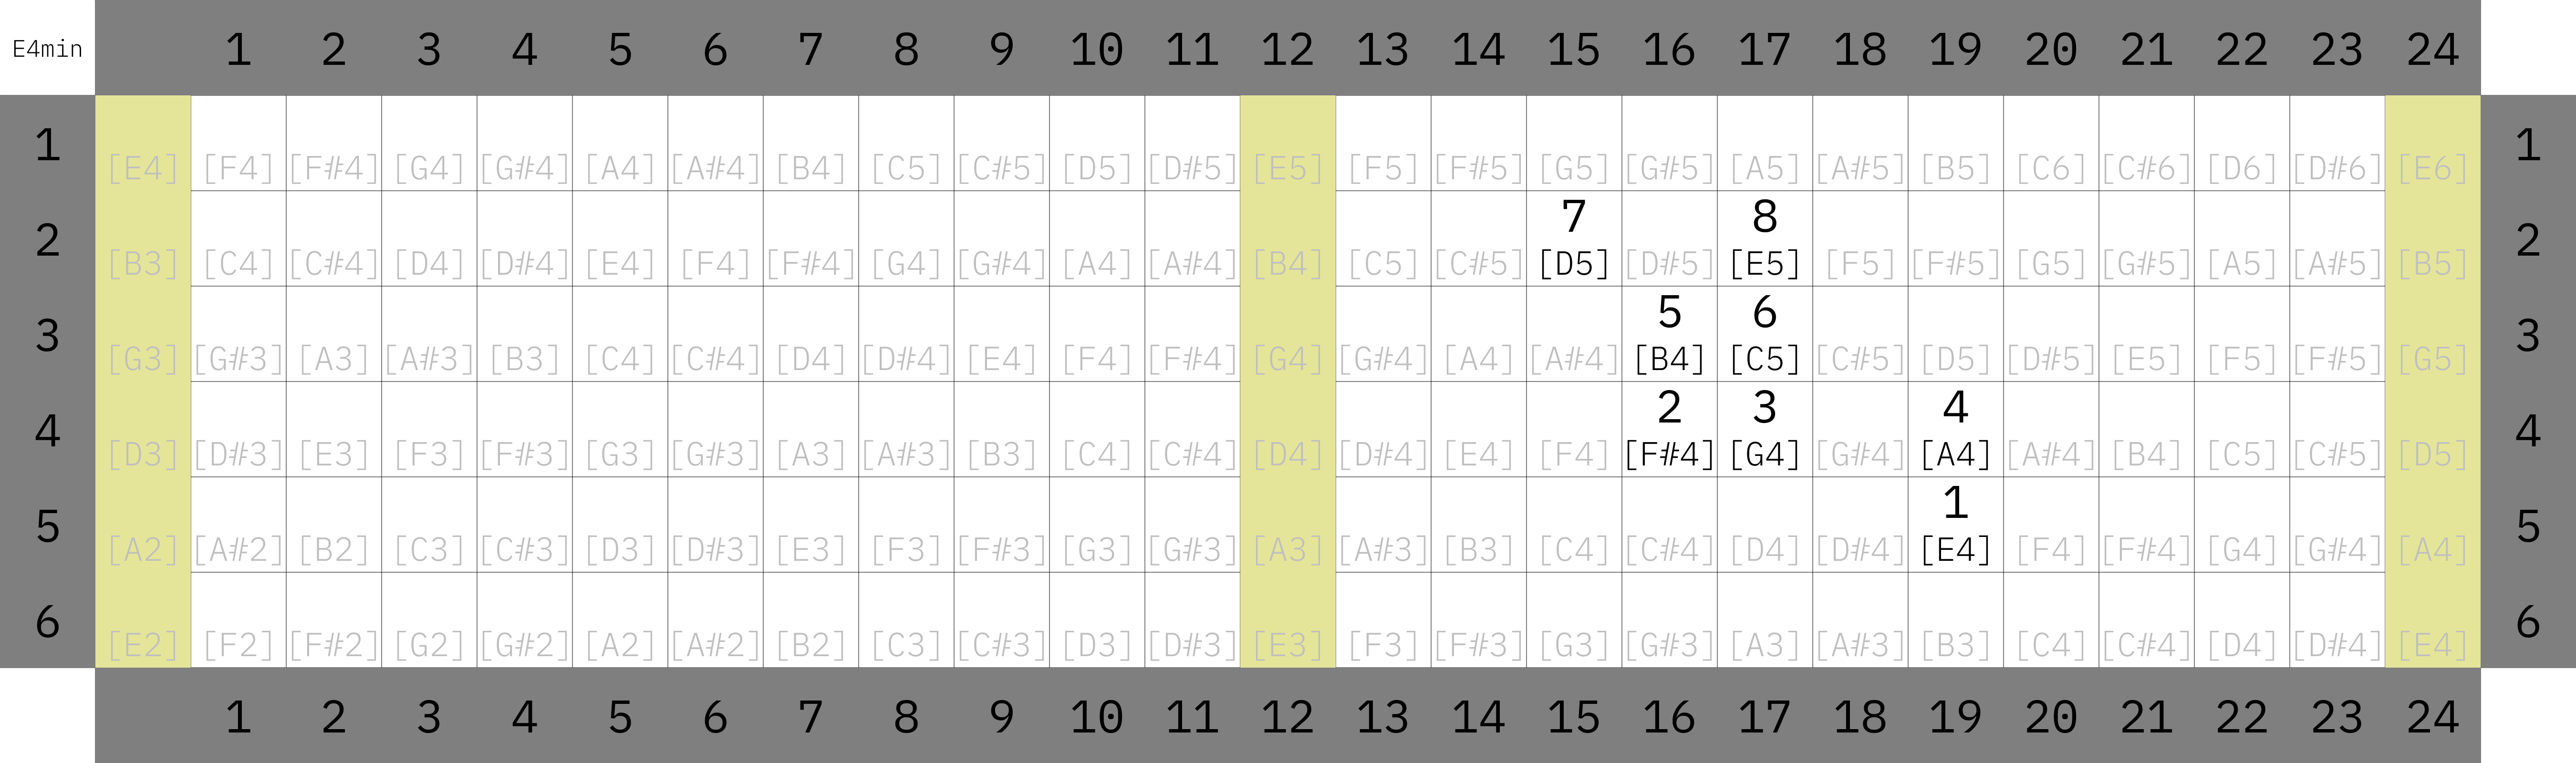 E4min 1 2 3 4 5 6 7 8 9 10 11 12 13 14 15 16 17 18 19 20 21 22 23 24
1 [E4] [F4] [F#4] [G4] [G#4] [A4] [A#4] [B4] [C5] [C#5] [D5] [D#5] [E5] [F5] [F#5] [G5] [G#5] [A5] [A#5] [B5] [C6] [C#6] [D6] [D#6] [E6] 1
7 8
2 [B3] [C4] [C#4] [D4] [D#4] [E4] [F4] [F#4] [G4] [G#4] [A4] [A#4] [B4] [C5] [C#5] [D5] [D#5] [E5] [F5] [F#5] [G5] [G#5] [A5] [A#5] [B5] 2
5 6
3 [G3] [G#3] [A3] [A#3] [B3] [C4] [C#4] [D4] [D#4] [E4] [F4] [F#4] [G4] [G#4] [A4] [A#4] [B4] [C5] [C#5] [D5] [D#5] [E5] [F5] [F#5] [G5] 3
2 3 4
4 [D3] [D#3] [E3] [F3] [F#3] [G3] [G#3] [A3] [A#3] [B3] [C4] [C#4] [D4] [D#4] [E4] [F4] [F#4] [G4] [G#4] [A4] [A#4] [B4] [C5] [C#5] [D5] 4
1
5 [A2] [A#2] [B2] [C3] [C#3] [D3] [D#3] [E3] [F3] [F#3] [G3] [G#3] [A3] [A#3] [B3] [C4] [C#4] [D4] [D#4] [E4] [F4] [F#4] [G4] [G#4] [A4] 5
6 [E2] [F2] [F#2] [G2] [G#2] [A2] [A#2] [B2] [C3] [C#3] [D3] [D#3] [E3] [F3] [F#3] [G3] [G#3] [A3] [A#3] [B3] [C4] [C#4] [D4] [D#4] [E4] 6
1 2 3 4 5 6 7 8 9 10 11 12 13 14 15 16 17 18 19 20 21 22 23 24